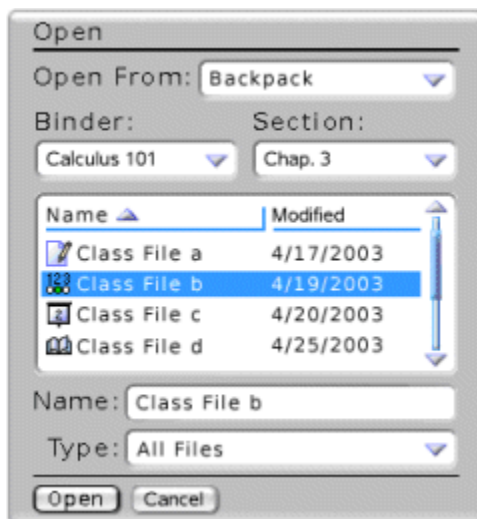 Open
Open From: Backpack
Binder: Section:
Calculus 101 Chap. 3
Name Modified
Class File a 4/17/2003
123 Class File b 4/19/2003
2 Class File c 4/20/2003
Class File d 4/25/2003
Name: Class File b
Type: All Files
Open Cancel